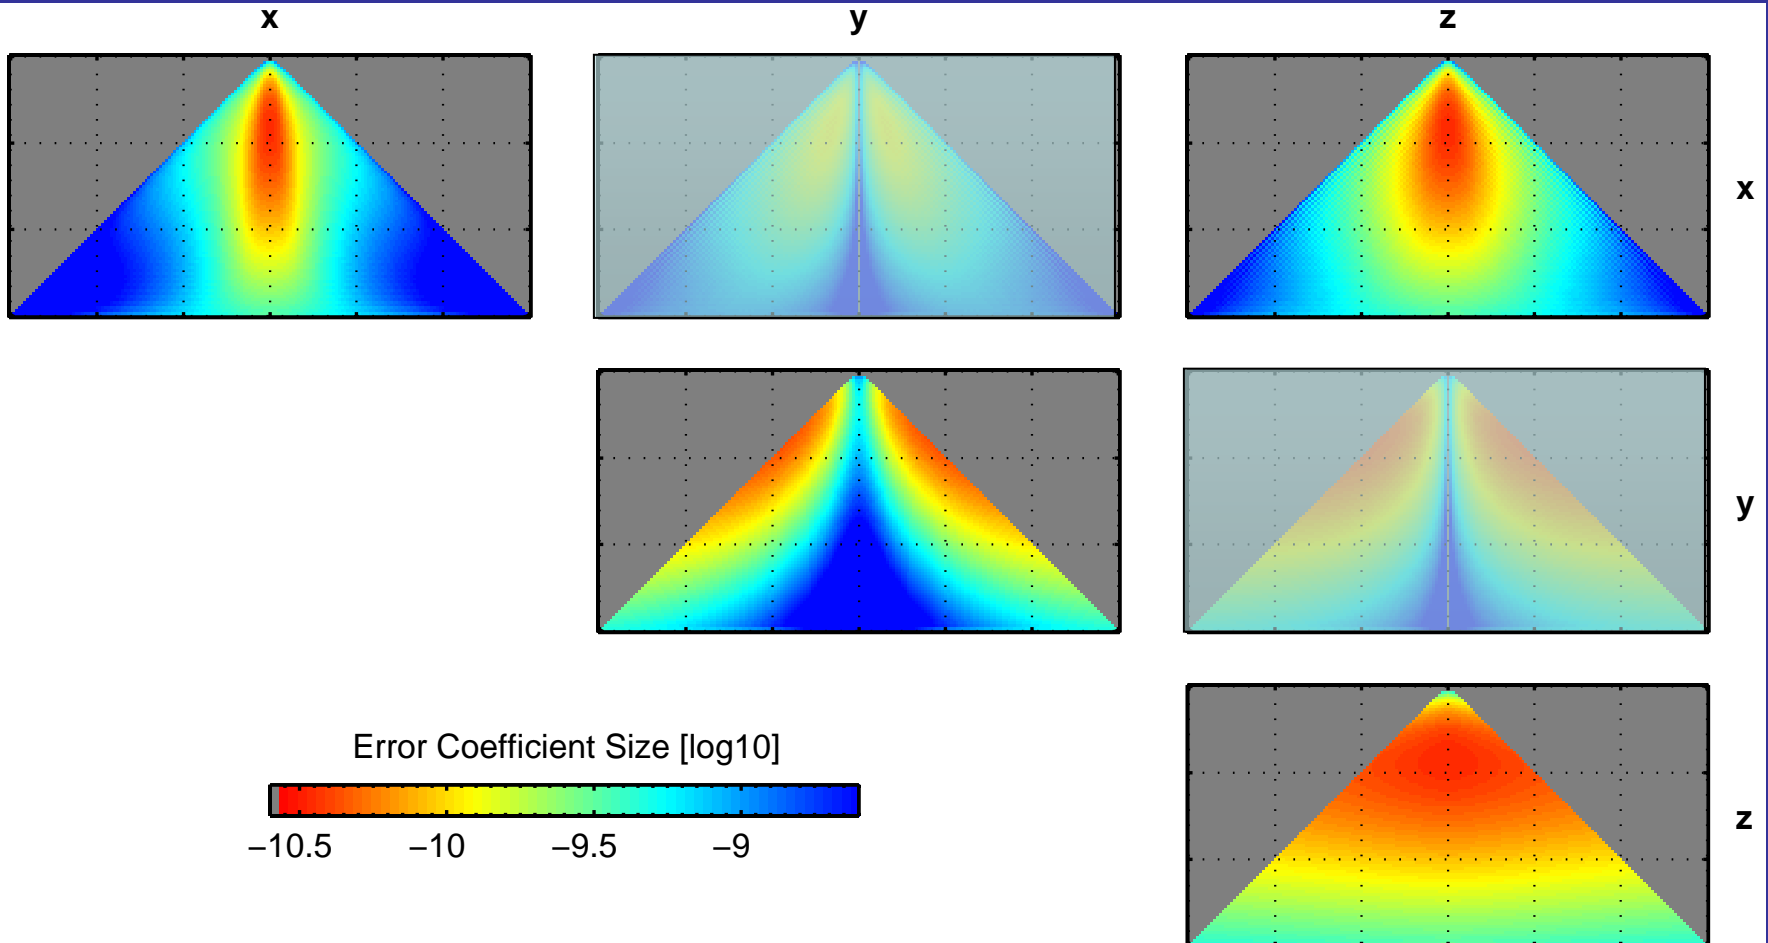 x y z
x
y
Error Coefficient Size [log10]
z
−10.5 −10 −9.5 −9